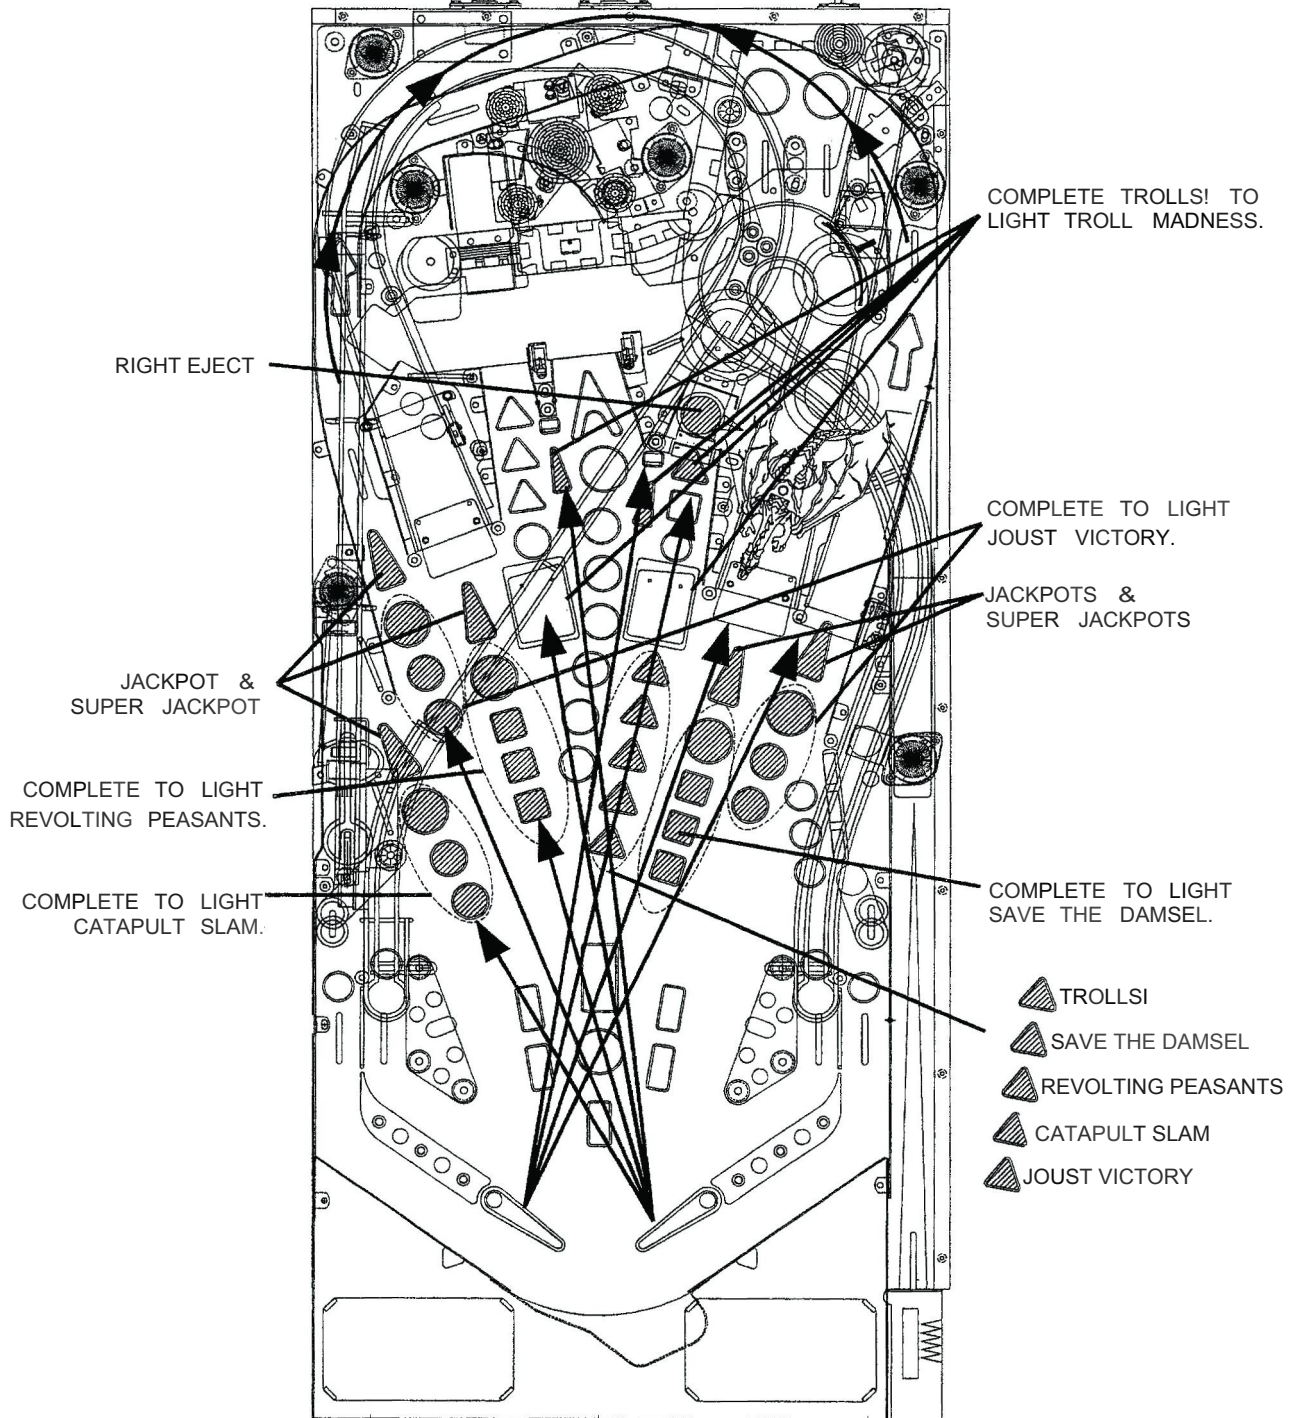 COMPLETE TROLLS! TO
LIGHT TROLL MADNESS.
RIGHT EJECT
COMPLETE TO LIGHT
JOUST VICTORY.
JACKPOTS &
SUPER JACKPOTS
JACKPOT &
SUPER JACKPOT
COMPLETE TO LIGHT
REVOLTING PEASANTS.
COMPLETE TO LIGHT
CATAPULT SLAM.
COMPLETE TO LIGHT
SAVE THE DAMSEL.
TROLLSI
SAVE THE DAMSEL
REVOLTING PEASANTS
CATAPULT SLAM
JOUST VICTORY